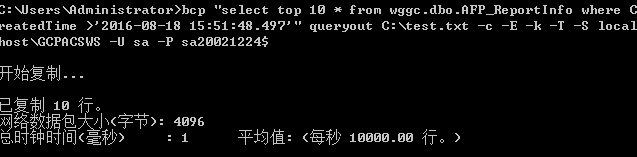 C:\Users\Administrator>bcp "select top 10 * from wggc.dbo.AFP_ReportInfo where C
reatedTime >'2016-08-18 15:51:48.497'" queryout C:\test.txt -c -E -k -T -S local
host\GCPACSWS -U sa -P sa20021224$
开始复制...
已复制 10 行。
网络数据包大小(字节): 4096
总时钟时间(毫秒)     : 1      平均值: (每秒 10000.00 行。)